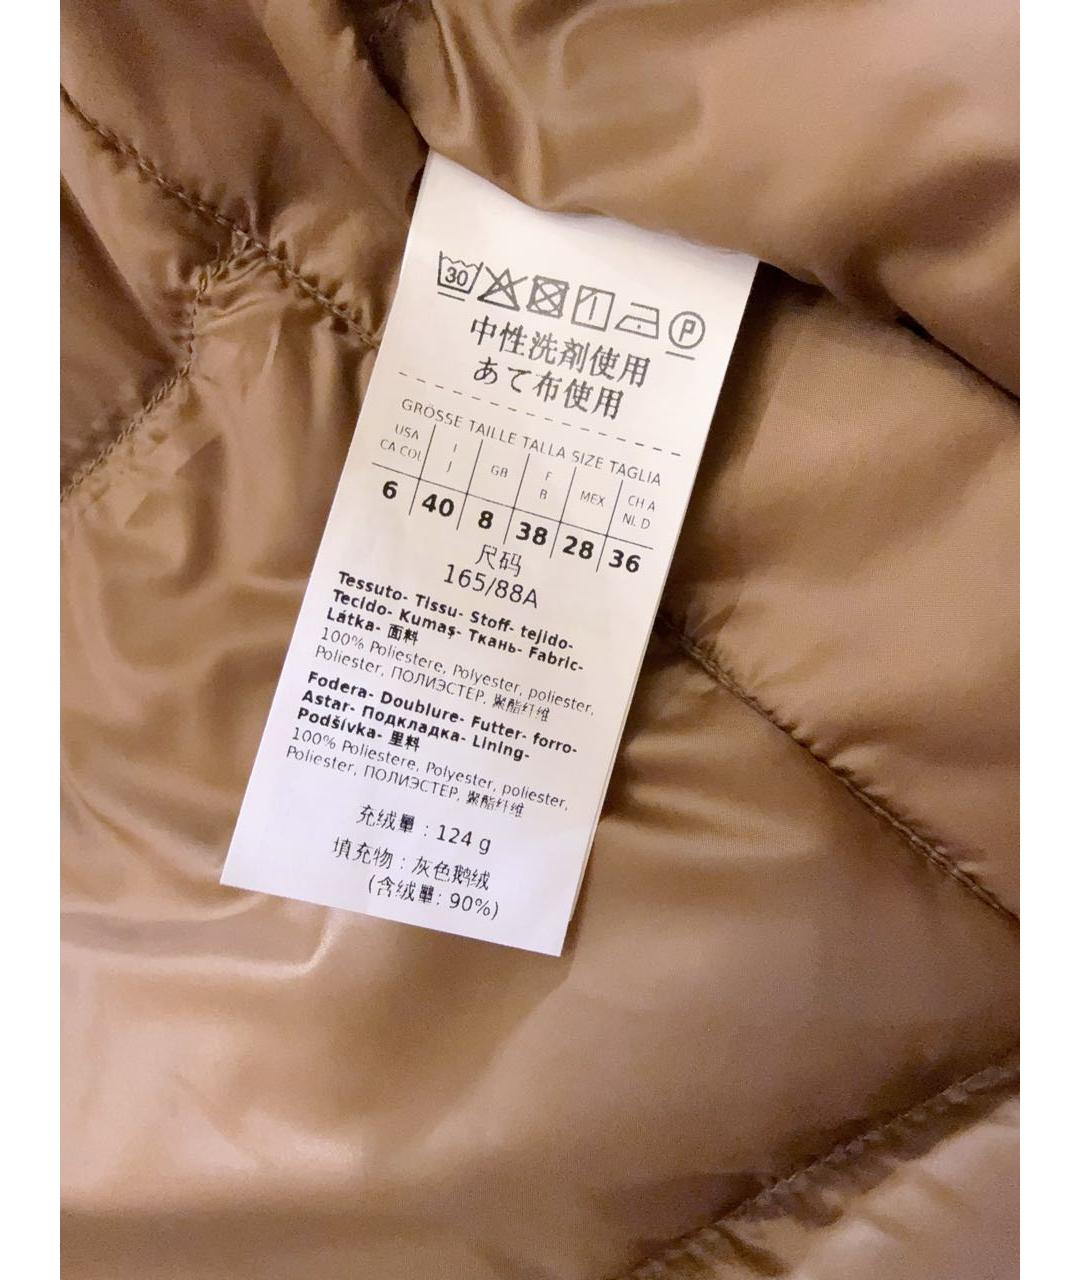 30
P
中性洗剤使用
あて布使用
GRÖSSE TAILLE TALLA SIZE TAGLIA
USA CA COL I J GB F B MEX CH A NL D
6 40 8 38 28 36
尺码
165/88A
Tessuto- Tissu- Stoff- tejido-
Tecido- Kumaş- Ткань- Fabric-
Látka- 面料
100% Poliestere, Polyester, poliester,
Poliester, ПОЛИЭСТЕР, 聚酯纤维
Fodera- Doublure- Futter- forro-
Astar- Подкладка- Lining-
Podšívka- 里料
100% Poliestere, Polyester, poliester,
Poliester, ПОЛИЭСТЕР, 聚酯纤维
充绒量 : 124 g
填充物 : 灰色鹅绒
(含绒量: 90%)